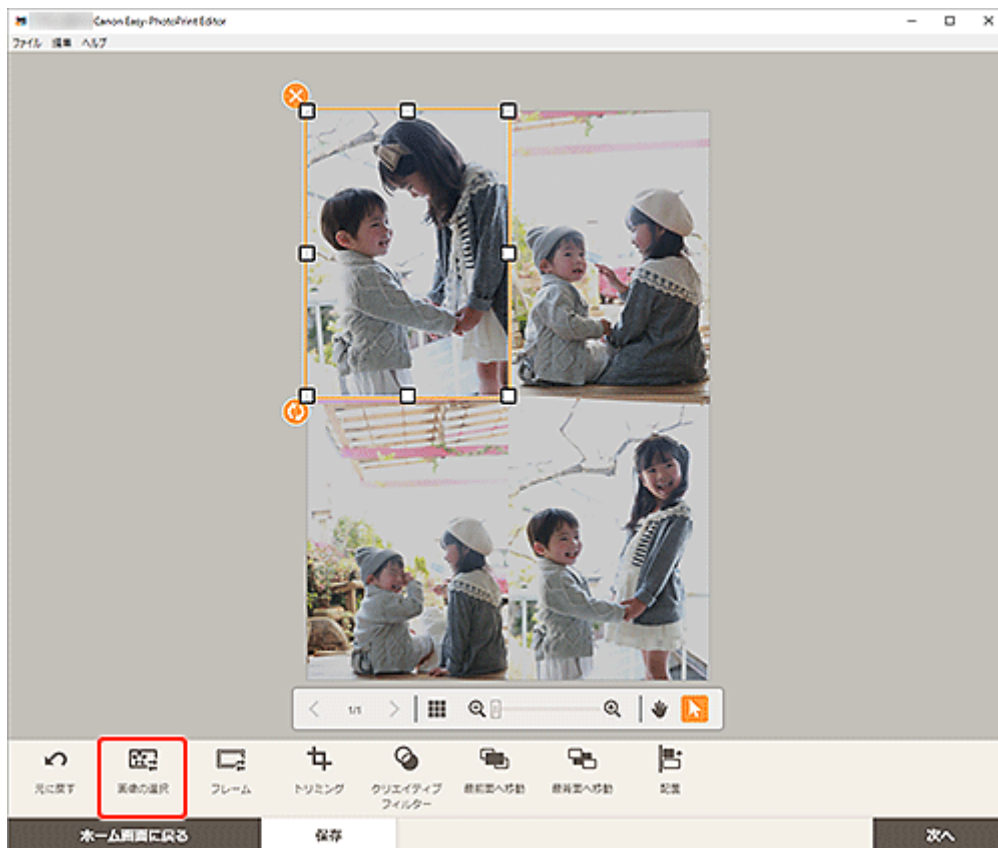 Canon Easy-PhotoPrint Editor
ファイル 編集 ヘルプ
1/1
元に戻す
画像の選択
フレーム
トリミング
クリエイティブ
フィルター
最前面へ移動
最背面へ移動
配置
ホーム画面に戻る
保存
次へ